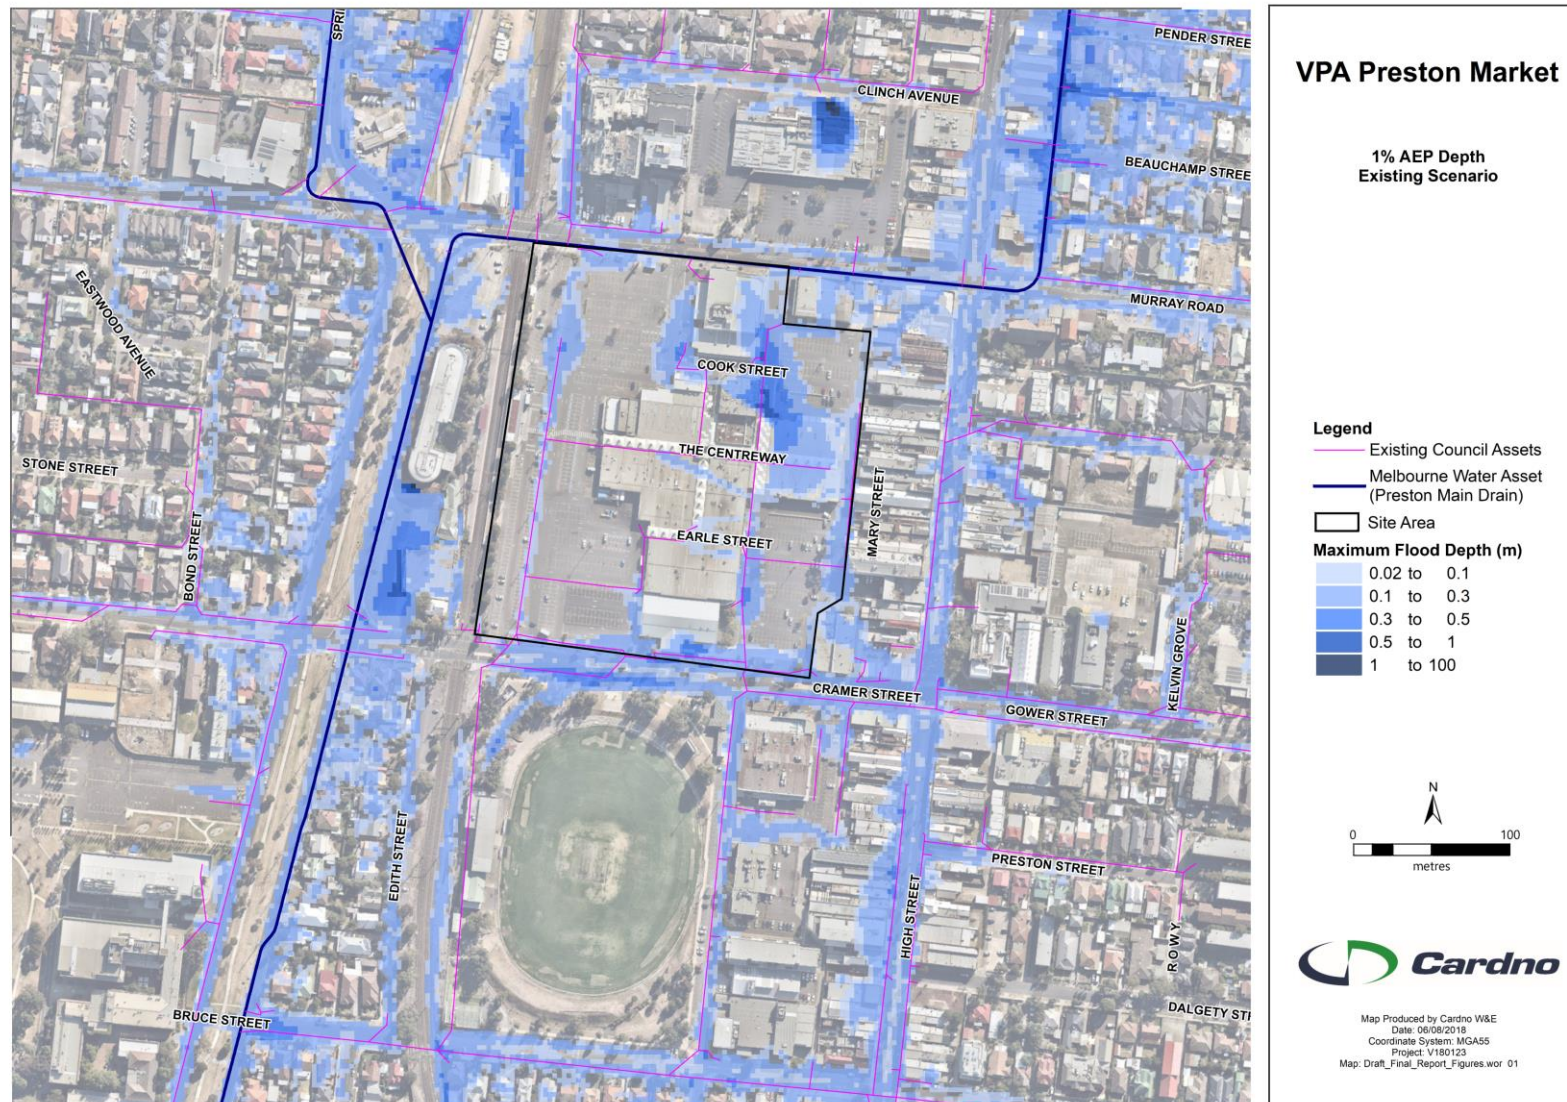 SPRI
PENDER STREE
CLINCH AVENUE
BEAUCHAMP STREE
EASTWOOD AVENUE
MURRAY ROAD
COOK STREET
THE CENTREWAY
STONE STREET
MARY STREET
BOND STREET
EARLE STREET
KELVIN GROVE
CRAMER STREET
GOWER STREET
EDITH STREET
PRESTON STREET
HIGH STREET
R O W Y
DALGETY STR
BRUCE STREET
VPA Preston Market
1% AEP Depth
Existing Scenario
Legend
Existing Council Assets
Melbourne Water Asset
(Preston Main Drain)
Site Area
Maximum Flood Depth (m)
0.02 to 0.1
0.1 to 0.3
0.3 to 0.5
0.5 to 1
1 to 100
N
0 100
metres
Cardno
Map Produced by Cardno W&E
Date: 06/08/2018
Coordinate System: MGA55
Project: V180123
Map: Draft_Final_Report_Figures.wor 01